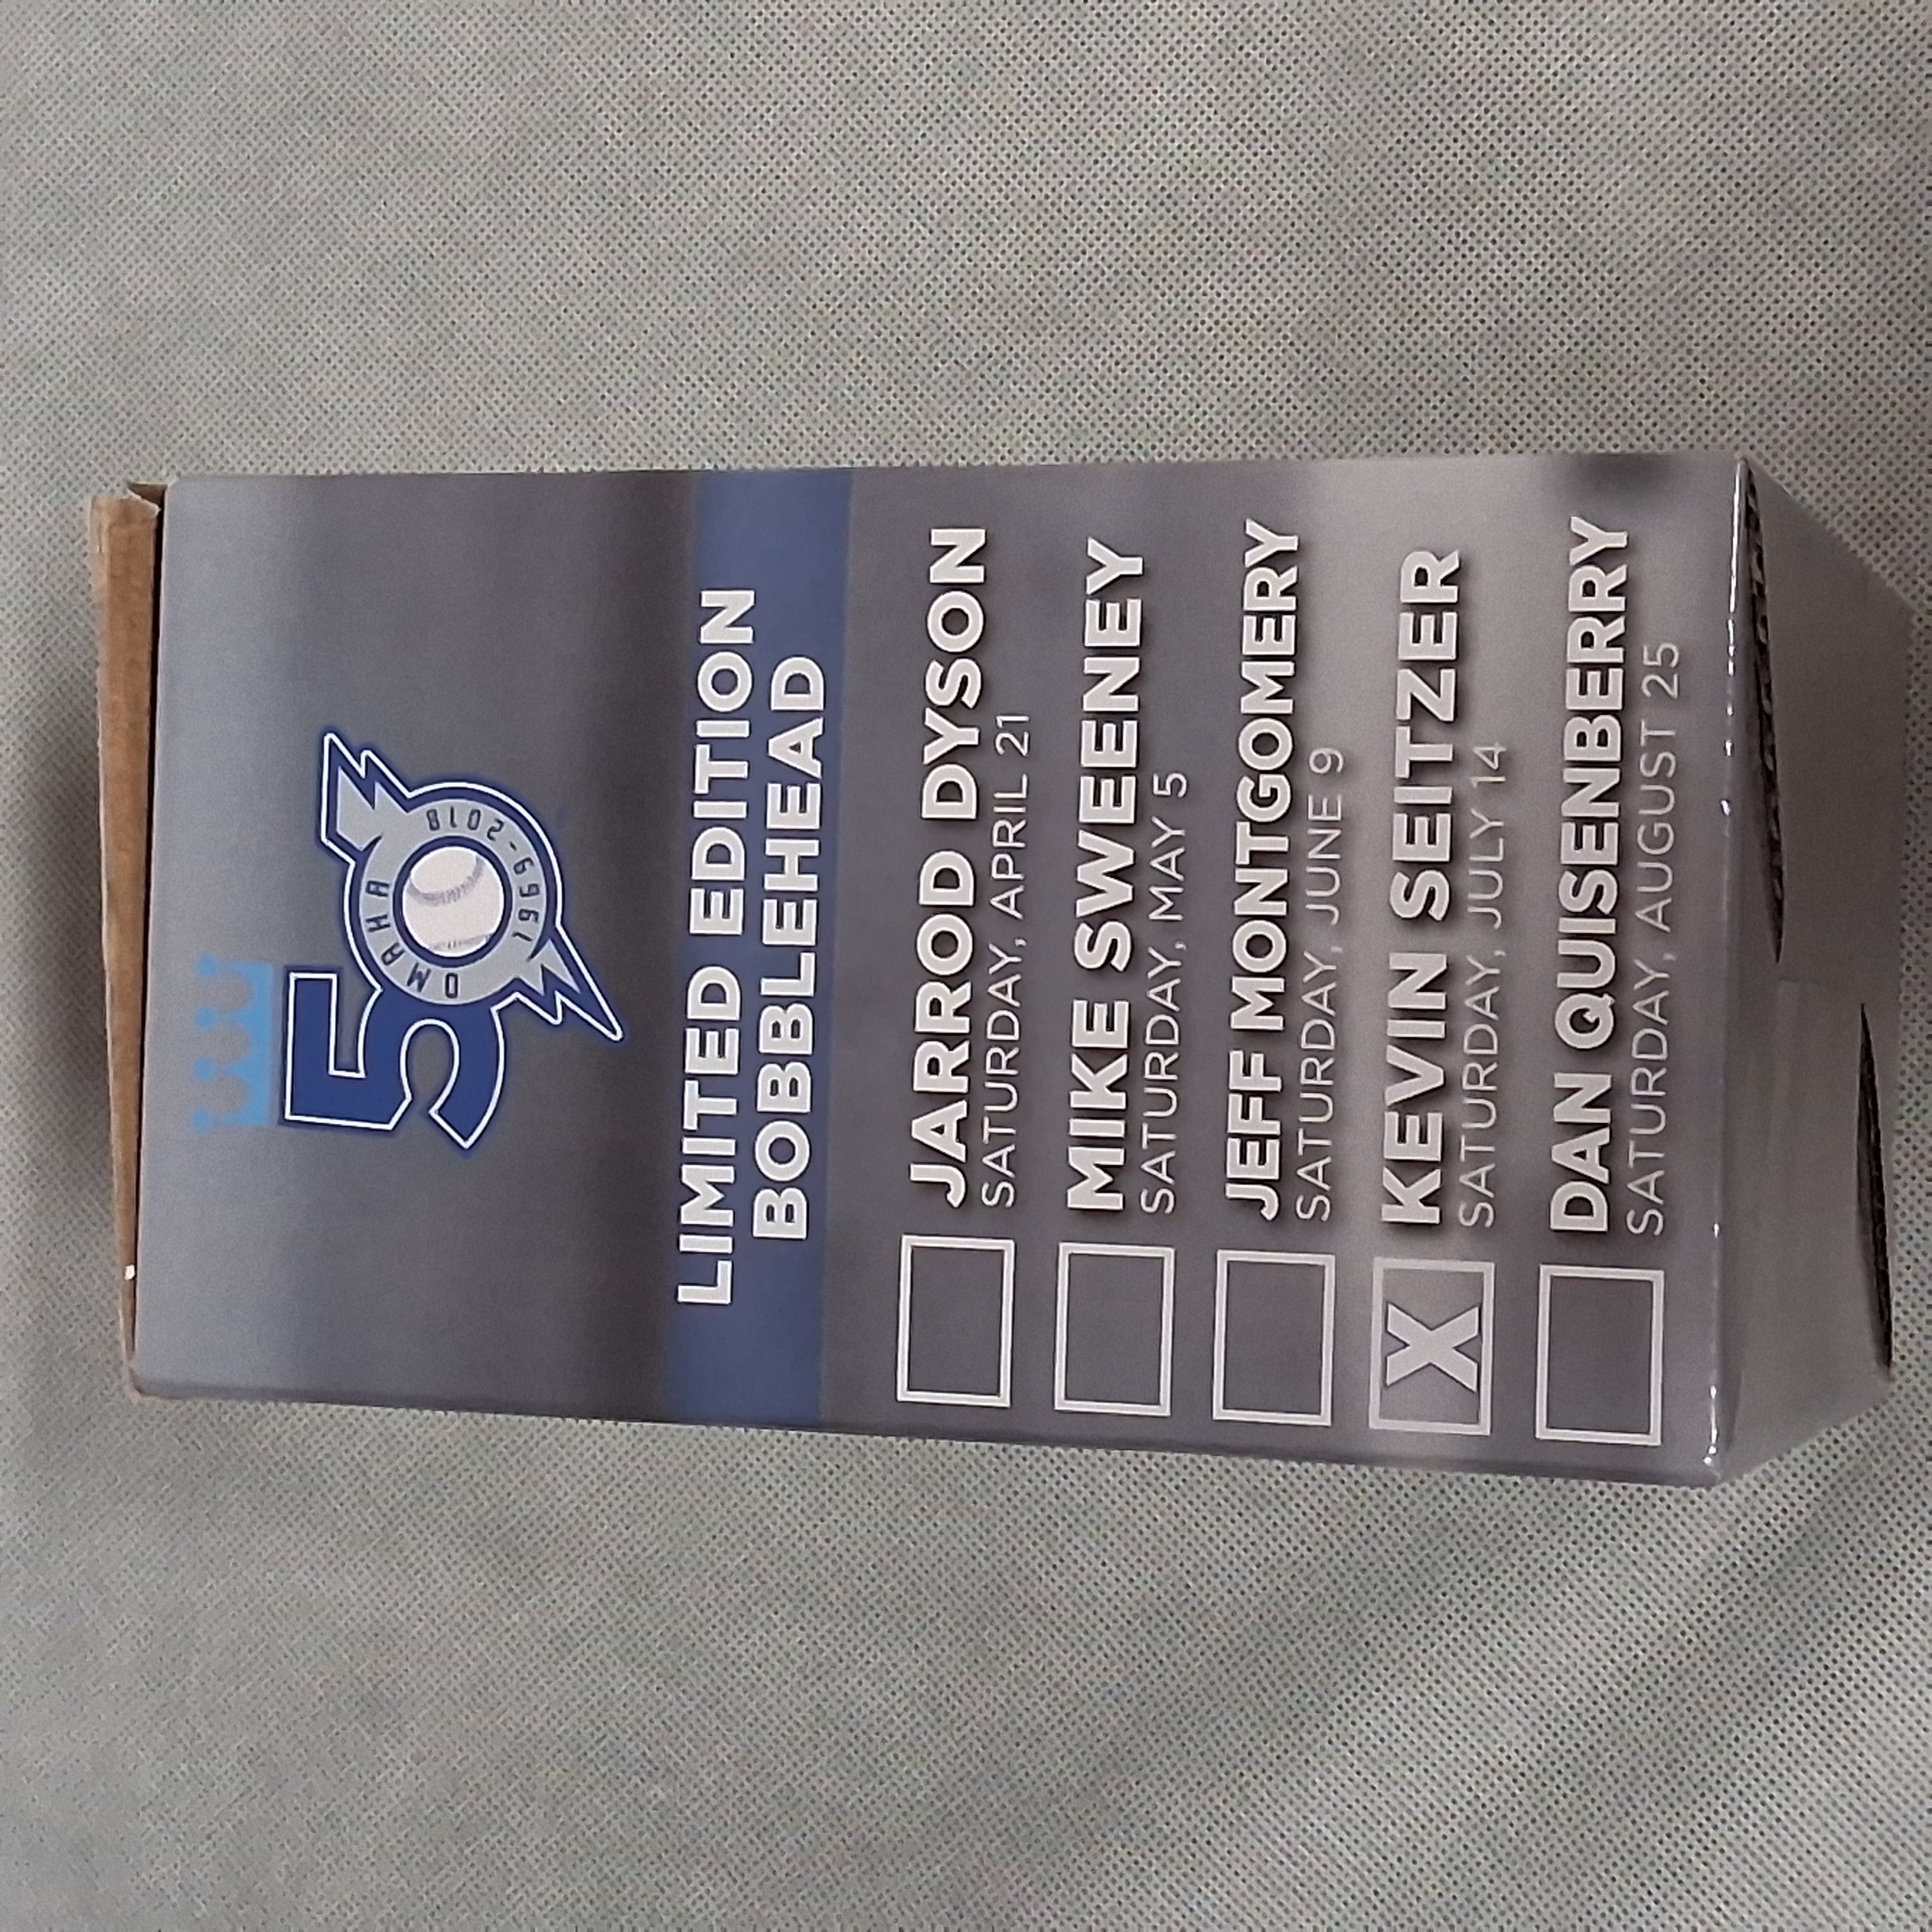 50
OMAHA
1969-2018
LIMITED EDITION
BOBBLEHEAD
JARROD DYSON
SATURDAY, APRIL 21
MIKE SWEENEY
SATURDAY, MAY 5
JEFF MONTGOMERY
SATURDAY, JUNE 9
X KEVIN SEITZER
SATURDAY, JULY 14
DAN QUISENBERRY
SATURDAY, AUGUST 25